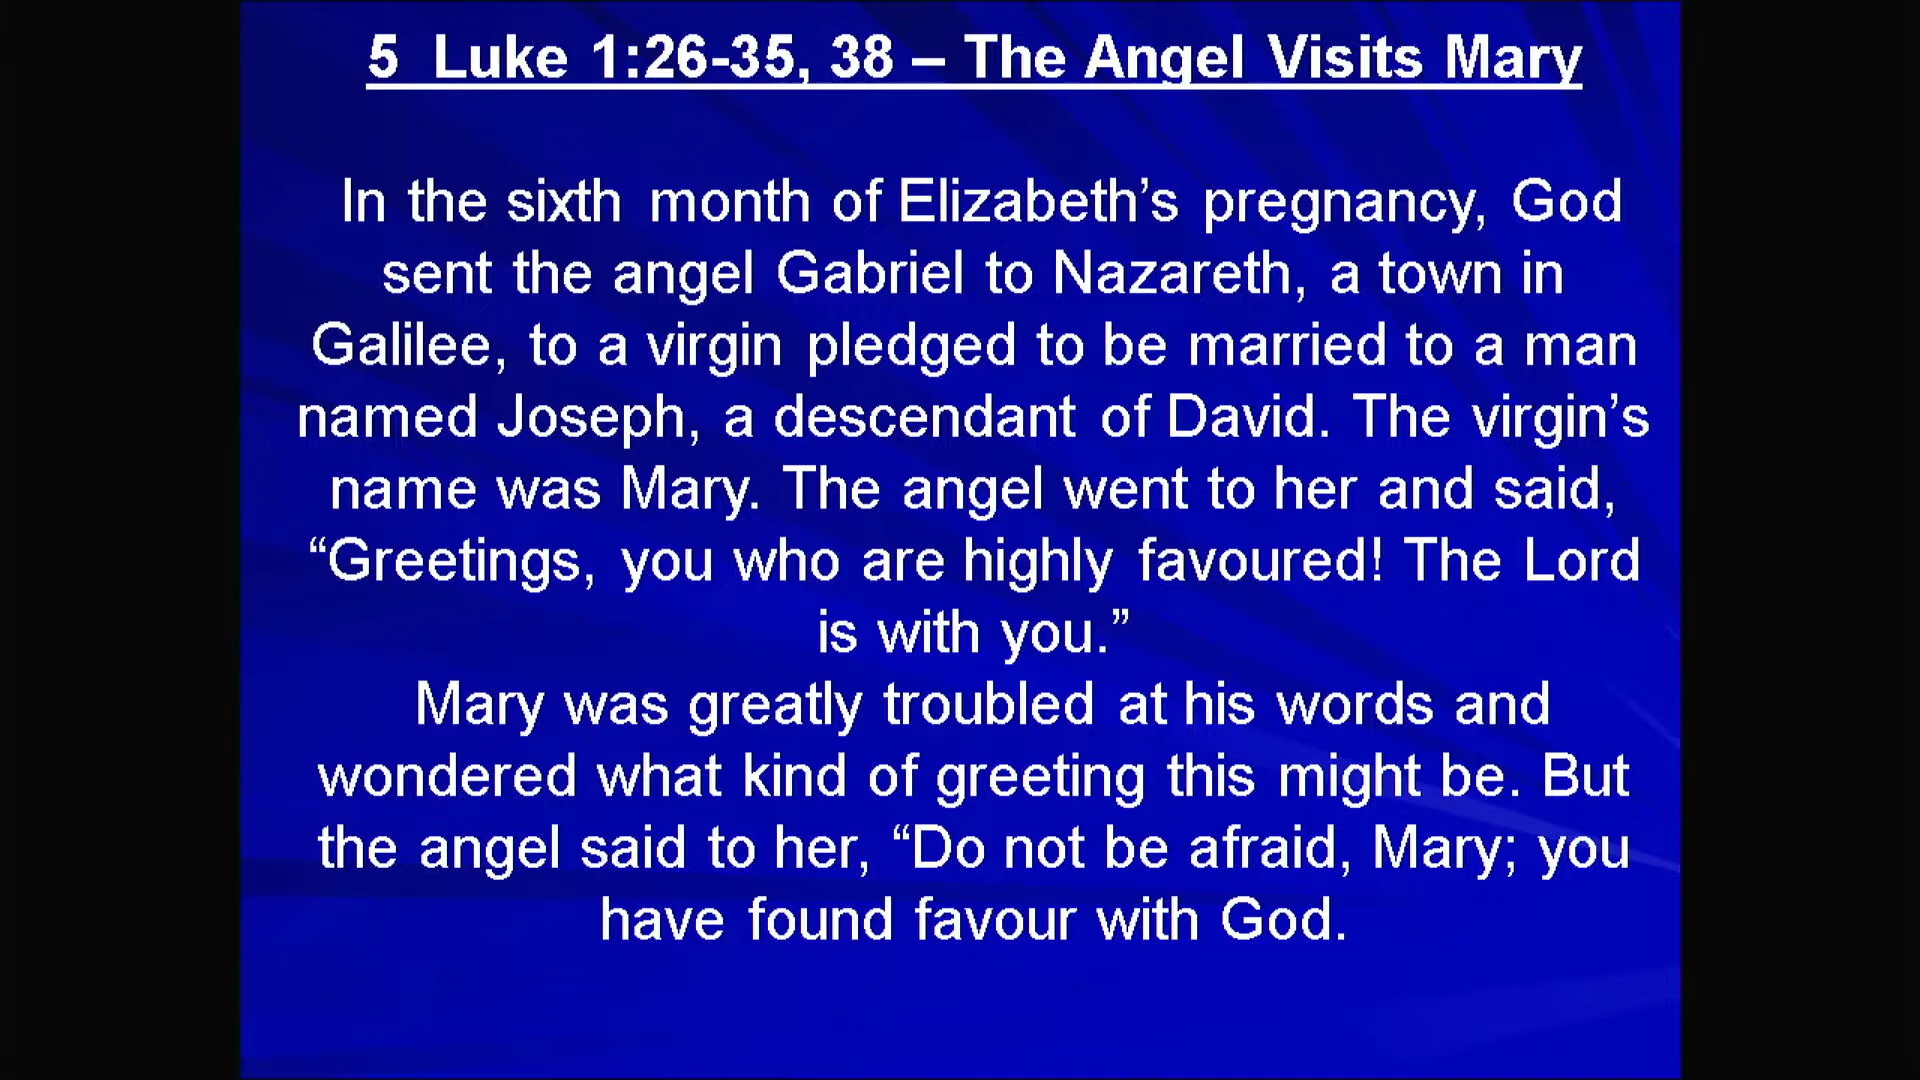 5  Luke 1:26-35, 38 – The Angel Visits Mary
In the sixth month of Elizabeth’s pregnancy, God
sent the angel Gabriel to Nazareth, a town in
Galilee, to a virgin pledged to be married to a man
named Joseph, a descendant of David. The virgin’s
name was Mary. The angel went to her and said,
“Greetings, you who are highly favoured! The Lord
is with you.”
Mary was greatly troubled at his words and
wondered what kind of greeting this might be. But
the angel said to her, “Do not be afraid, Mary; you
have found favour with God.